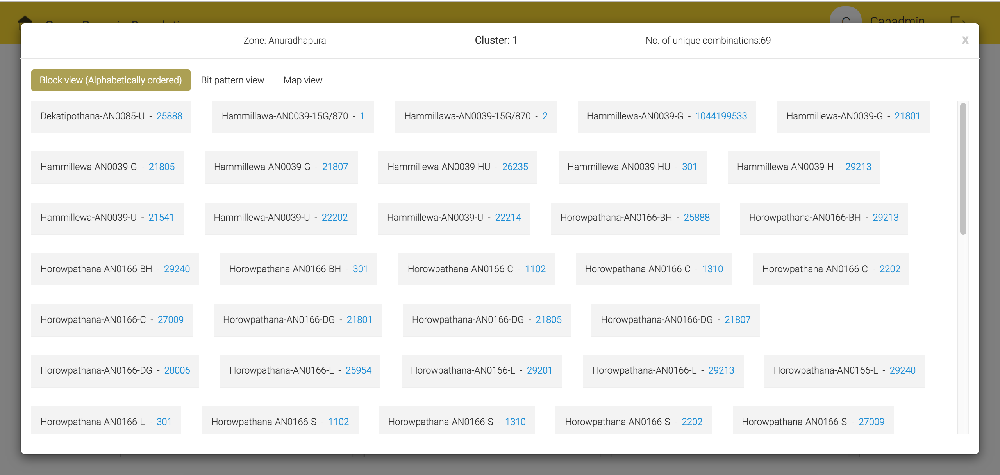 Canadmin
Zone: Anuradhapura Cluster: 1 No. of unique combinations:69 X
Block view (Alphabetically ordered) Bit pattern view Map view
Dekatipothana-AN0085-U - 25888 Hammillawa-AN0039-15G/870 - 1 Hammillawa-AN0039-15G/870 - 2 Hammillewa-AN0039-G - 1044199533 Hammillewa-AN0039-G - 21801
Hammillewa-AN0039-G - 21805 Hammillewa-AN0039-G - 21807 Hammillewa-AN0039-HU - 26235 Hammillewa-AN0039-HU - 301 Hammillewa-AN0039-H - 29213
Hammillewa-AN0039-U - 21541 Hammillewa-AN0039-U - 22202 Hammillewa-AN0039-U - 22214 Horowpathana-AN0166-BH - 25888 Horowpathana-AN0166-BH - 29213
Horowpathana-AN0166-BH - 29240 Horowpathana-AN0166-BH - 301 Horowpathana-AN0166-C - 1102 Horowpathana-AN0166-C - 1310 Horowpathana-AN0166-C - 2202
Horowpathana-AN0166-C - 27009 Horowpathana-AN0166-DG - 21801 Horowpathana-AN0166-DG - 21805 Horowpathana-AN0166-DG - 21807
Horowpathana-AN0166-DG - 28006 Horowpathana-AN0166-L - 25954 Horowpathana-AN0166-L - 29201 Horowpathana-AN0166-L - 29213 Horowpathana-AN0166-L - 29240
Horowpathana-AN0166-L - 301 Horowpathana-AN0166-S - 1102 Horowpathana-AN0166-S - 1310 Horowpathana-AN0166-S - 2202 Horowpathana-AN0166-S - 27009